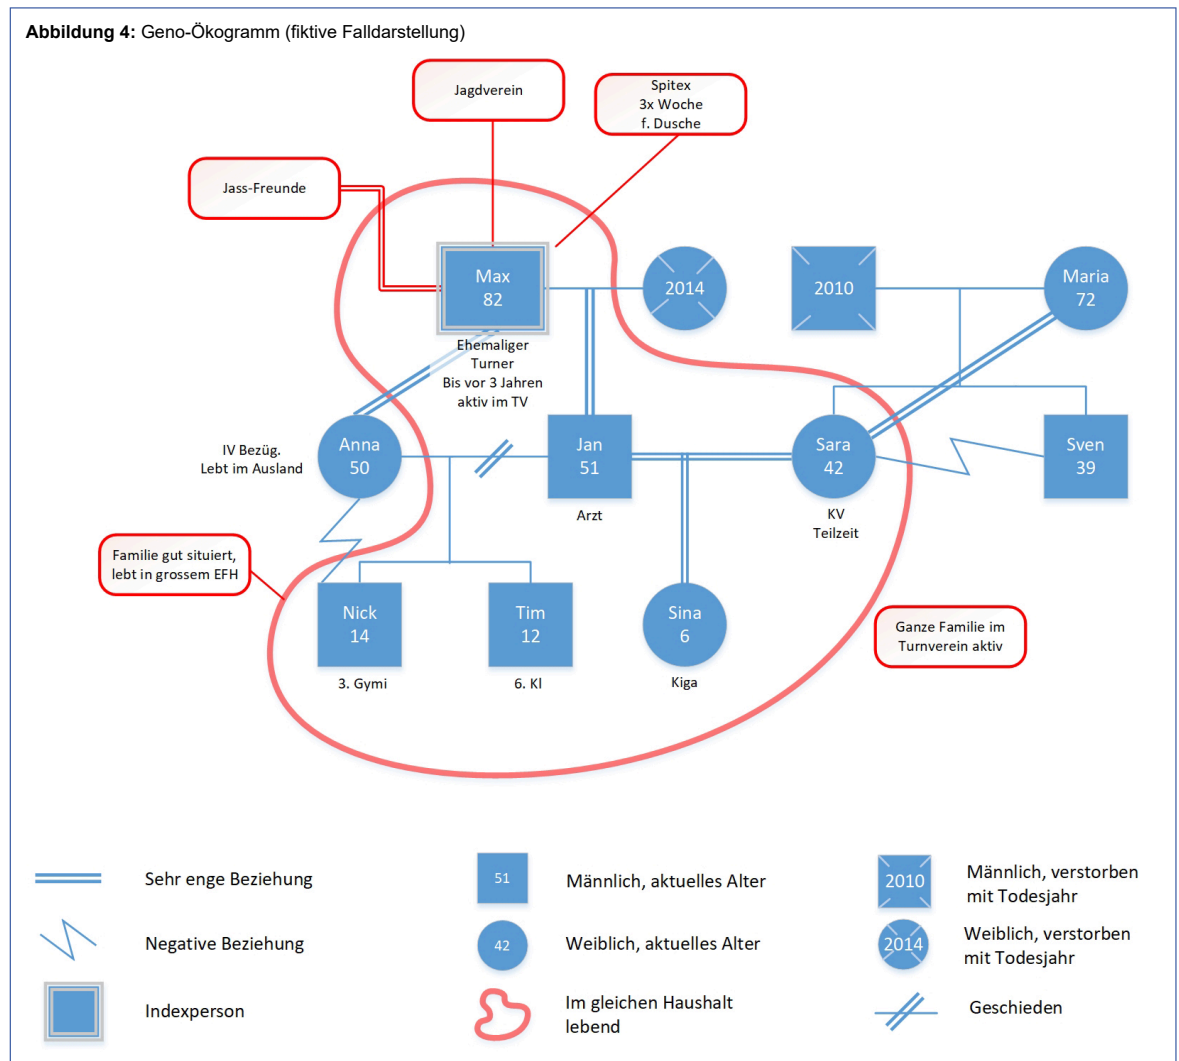 Abbildung 4: Geno-Ökogramm (fiktive Falldarstellung)
Jagdverein
Spitex
3x Woche
f. Dusche
Jass-Freunde
Max
82
2014
2010
Maria
72
Ehemaliger
Turner
Bis vor 3 Jahren
aktiv im TV
IV Bezüg.
Lebt im Ausland
Anna
50
Jan
51
Arzt
Sara
42
KV
Teilzeit
Sven
39
Familie gut situiert,
lebt in grossem EFH
Nick
14
3. Gymi
Tim
12
6. Kl
Sina
6
Kiga
Ganze Familie im
Turnverein aktiv
Sehr enge Beziehung
51
Männlich, aktuelles Alter
2010
Männlich, verstorben
mit Todesjahr
Negative Beziehung
42
Weiblich, aktuelles Alter
2014
Weiblich, verstorben
mit Todesjahr
Indexperson
Im gleichen Haushalt
lebend
Geschieden